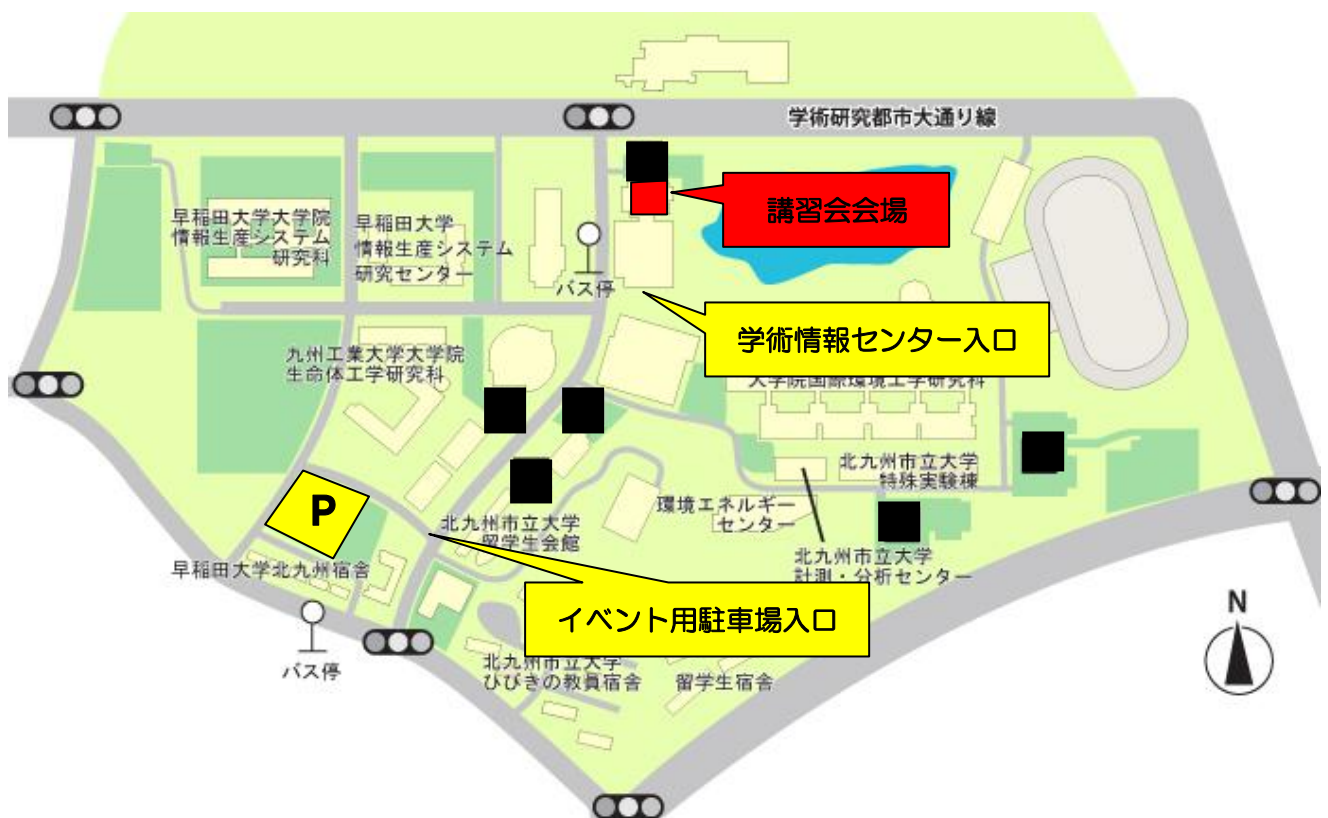 学術研究都市大通り線
講習会会場
早稲田大学大学院
情報生産システム
研究科
早稲田大学
情報生産システム
研究センター
バス停
学術情報センター入口
九州工業大学大学院
生命体工学研究科
大学院国際環境工学研究科
北九州市立大学
特殊実験棟
環境エネルギー
センター
P
北九州市立大学
留学生会館
北九州市立大学
計測・分析センター
早稲田大学北九州宿舎
イベント用駐車場入口
N
バス停
北九州市立大学
ひびきの教員宿舎
留学生宿舎